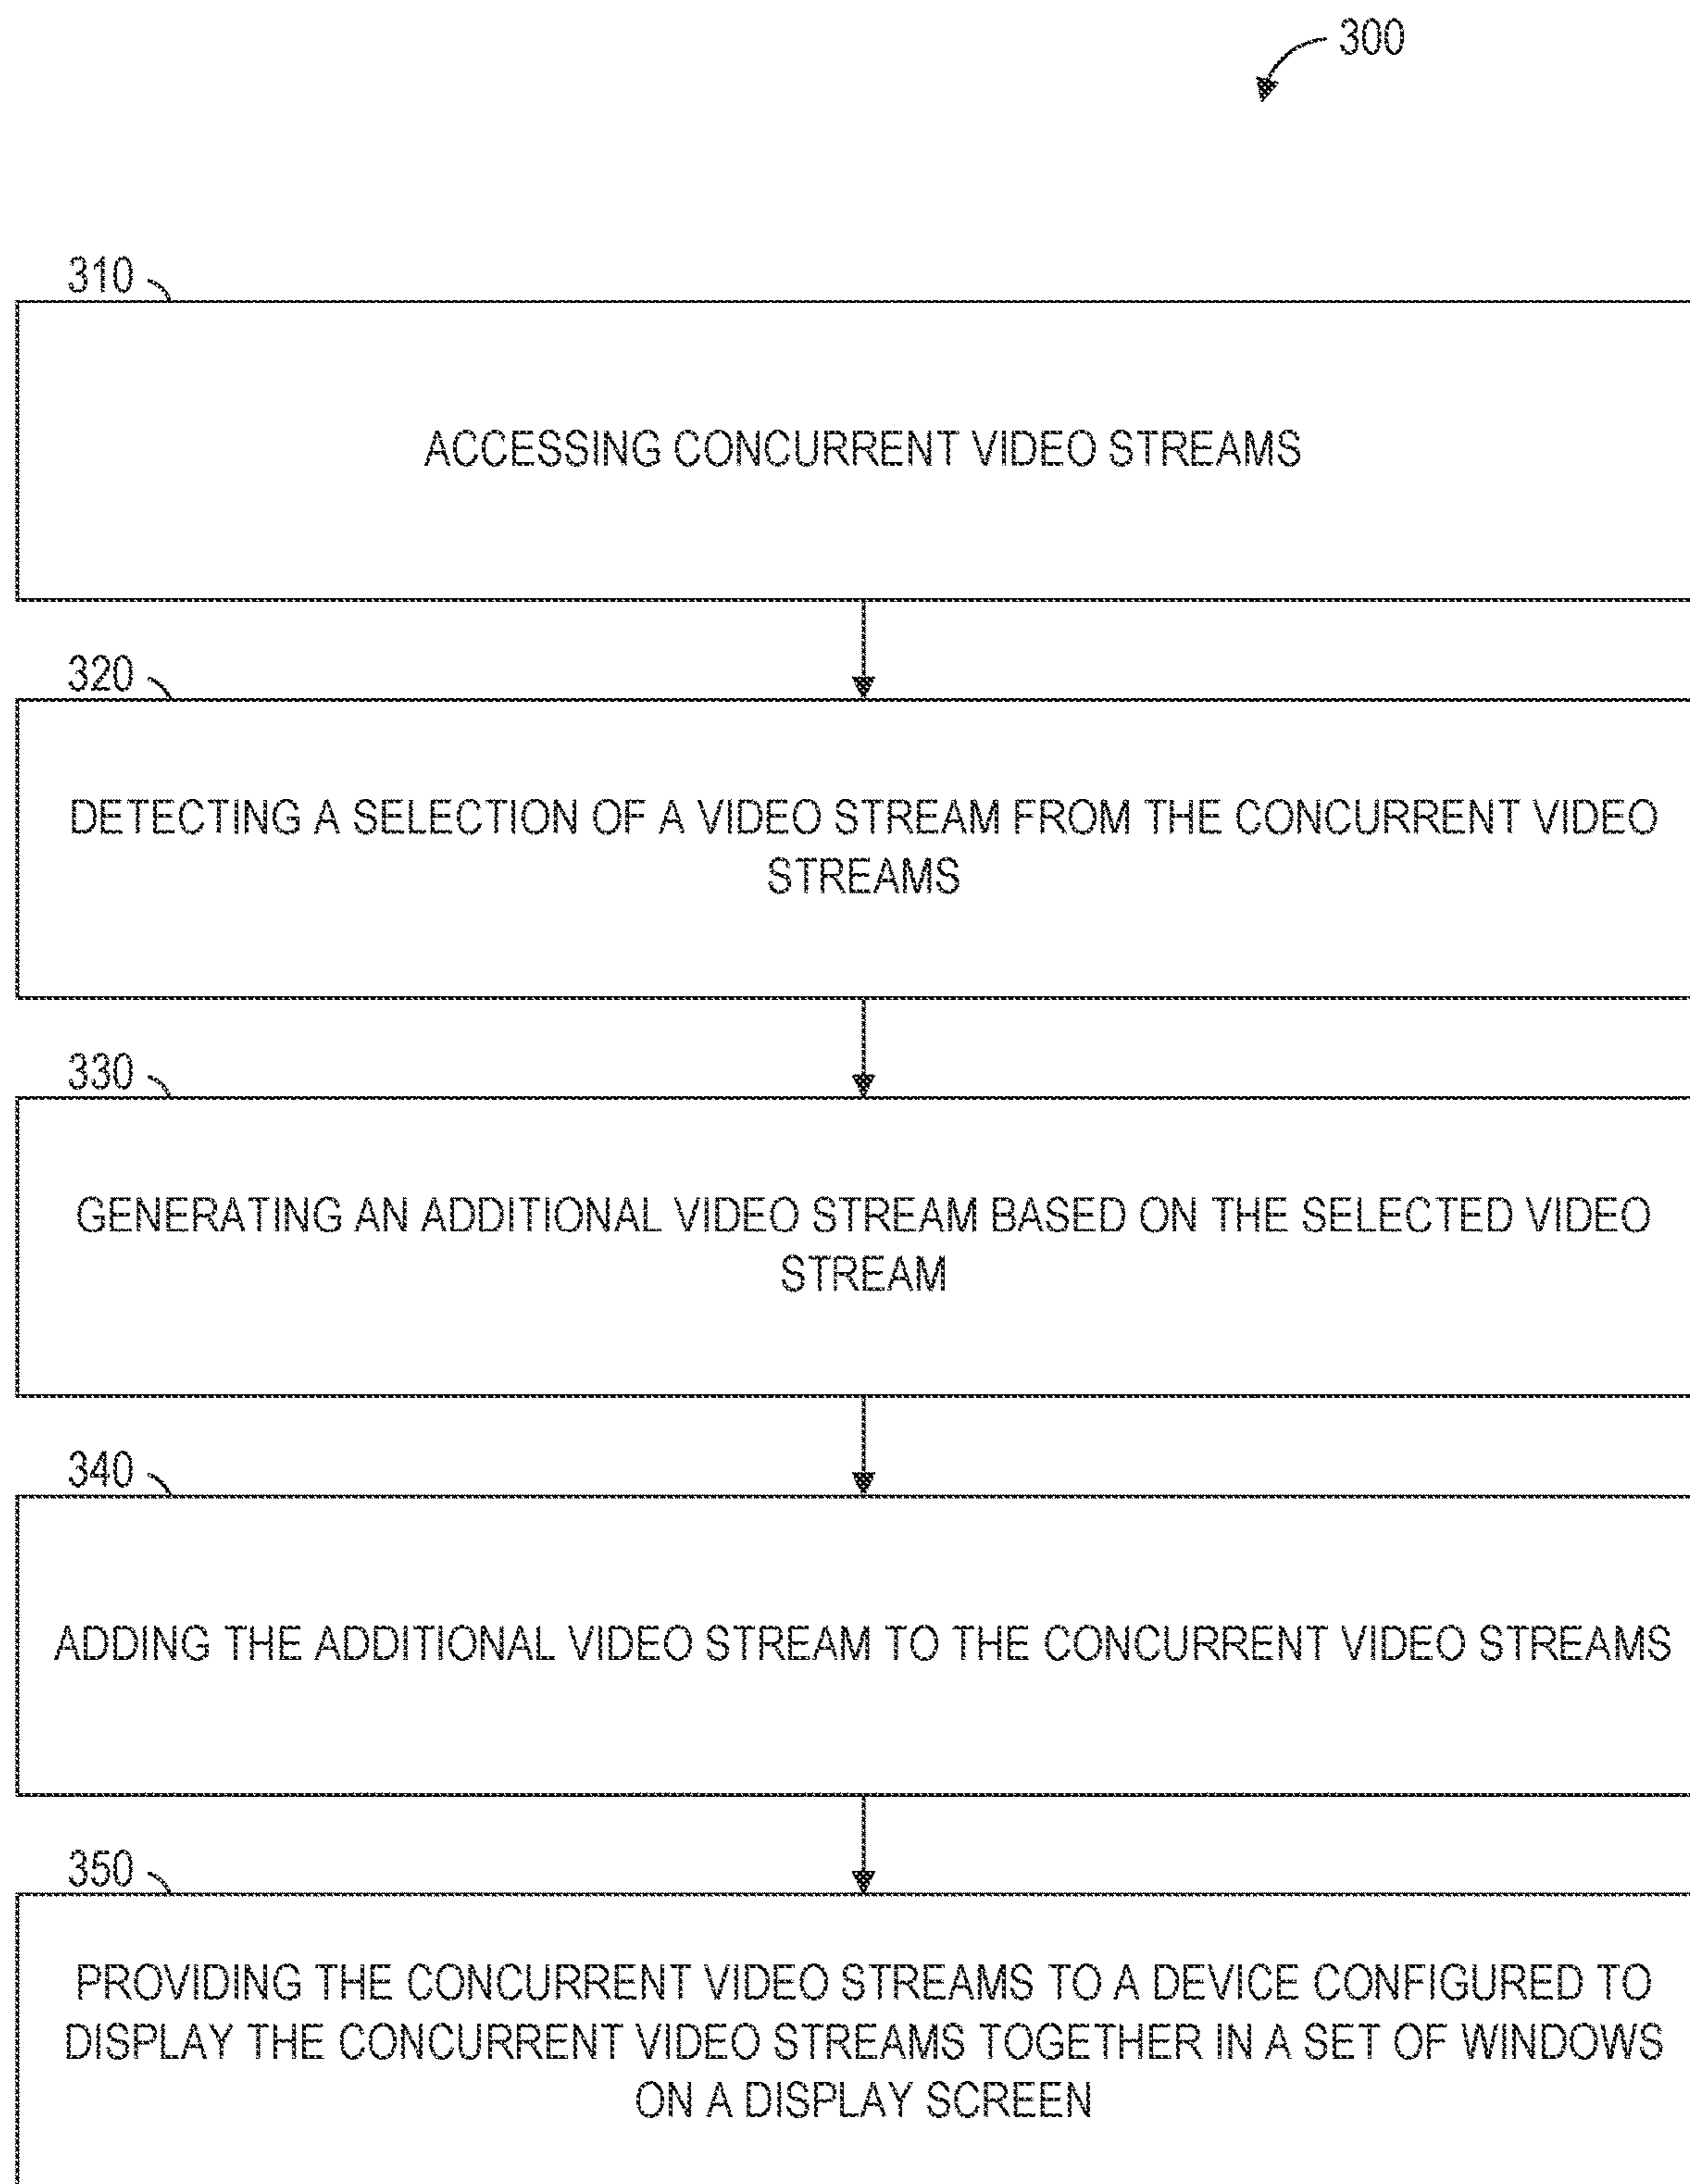 300
310
ACCESSING CONCURRENT VIDEO STREAMS
320
DETECTING A SELECTION OF A VIDEO STREAM FROM THE CONCURRENT VIDEO
STREAMS
330
GENERATING AN ADDITIONAL VIDEO STREAM BASED ON THE SELECTED VIDEO
STREAM
340
ADDING THE ADDITIONAL VIDEO STREAM TO THE CONCURRENT VIDEO STREAMS
350
PROVIDING THE CONCURRENT VIDEO STREAMS TO A DEVICE CONFIGURED TO
DISPLAY THE CONCURRENT VIDEO STREAMS TOGETHER IN A SET OF WINDOWS
ON A DISPLAY SCREEN